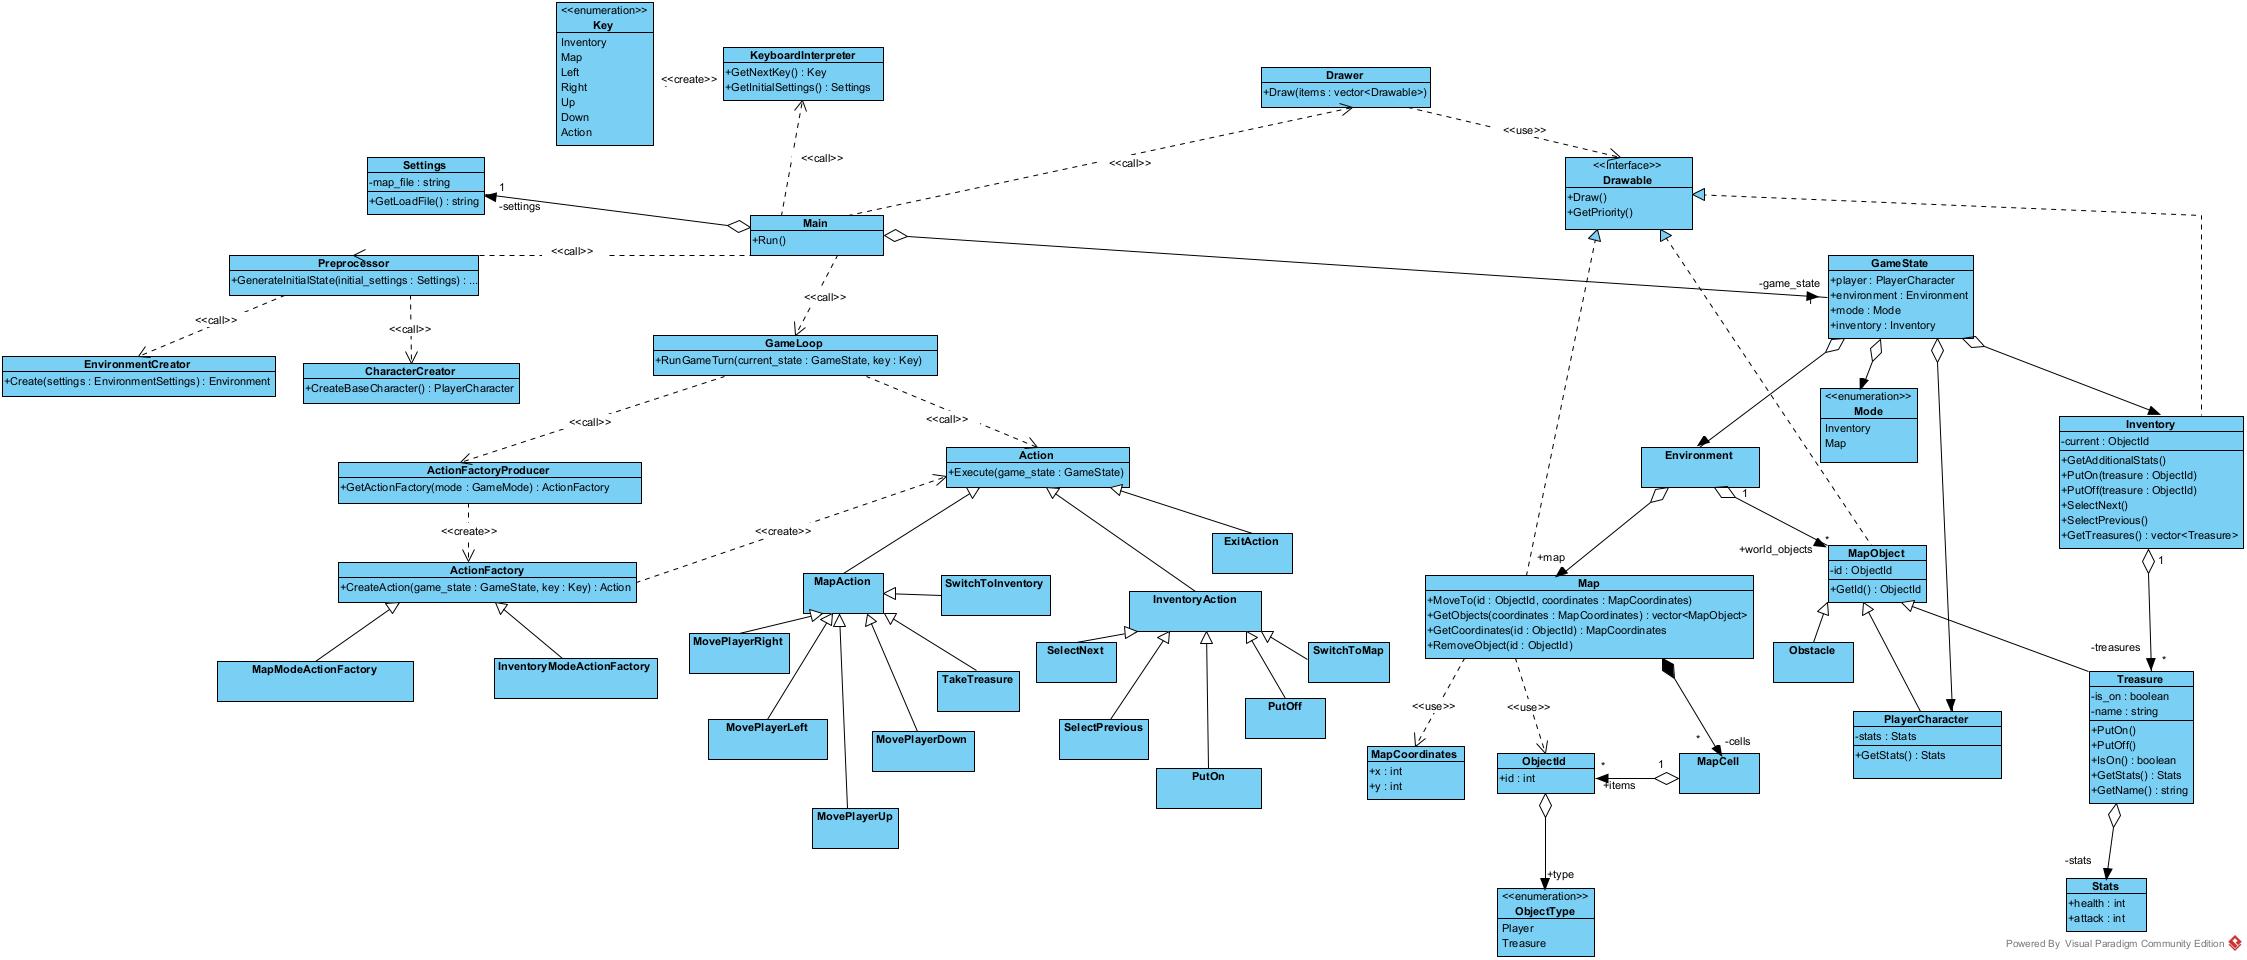 <<enumeration>>
Key
Inventory
Map
Left
Right
Up
Down
Action
<<create>>
KeyboardInterpreter
+GetNextKey() : Key
+GetInitialSettings() : Settings
Drawer
+Draw(items : vector<Drawable>)
<<use>>
<<call>>
<<call>>
<<Interface>>
Drawable
+Draw()
+GetPriority()
Settings
-map_file : string
+GetLoadFile() : string
1
-settings
Main
+Run()
<<call>>
Preprocessor
+GenerateInitialState(initial_settings : Settings) : ...
<<call>>
<<call>>
<<call>>
-game_state
1
GameState
+player : PlayerCharacter
+environment : Environment
+mode : Mode
+inventory : Inventory
EnvironmentCreator
+Create(settings : EnvironmentSettings) : Environment
CharacterCreator
+CreateBaseCharacter() : PlayerCharacter
GameLoop
+RunGameTurn(current_state : GameState, key : Key)
<<call>>
<<call>>
<<enumeration>>
Mode
Inventory
Map
Inventory
-current : ObjectId
+GetAdditionalStats()
+PutOn(treasure : ObjectId)
+PutOff(treasure : ObjectId)
+SelectNext()
+SelectPrevious()
+GetTreasures() : vector<Treasure>
ActionFactoryProducer
+GetActionFactory(mode : GameMode) : ActionFactory
<<create>>
Action
+Execute(game_state : GameState)
<<create>>
Environment
1
*
+world_objects
+map
ActionFactory
+CreateAction(game_state : GameState, key : Key) : Action
MapModeActionFactory
InventoryModeActionFactory
ExitAction
MapAction
SwitchToInventory
InventoryAction
MovePlayerRight
TakeTreasure
MovePlayerLeft
MovePlayerDown
MovePlayerUp
SelectNext
SwitchToMap
SelectPrevious
PutOff
PutOn
Map
+MoveTo(id : ObjectId, coordinates : MapCoordinates)
+GetObjects(coordinates : MapCoordinates) : vector<MapObject>
+GetCoordinates(id : ObjectId) : MapCoordinates
+RemoveObject(id : ObjectId)
MapObject
-id : ObjectId
+GetId() : ObjectId
1
-treasures
*
Obstacle
<<use>>
<<use>>
*
-cells
MapCoordinates
+x : int
+y : int
ObjectId
+id : int
*
+items
1
MapCell
PlayerCharacter
-stats : Stats
+GetStats() : Stats
Treasure
-is_on : boolean
-name : string
+PutOn()
+PutOff()
+IsOn() : boolean
+GetStats() : Stats
+GetName() : string
+type
<<enumeration>>
ObjectType
Player
Treasure
-stats
Stats
+health : int
+attack : int
Powered By Visual Paradigm Community Edition